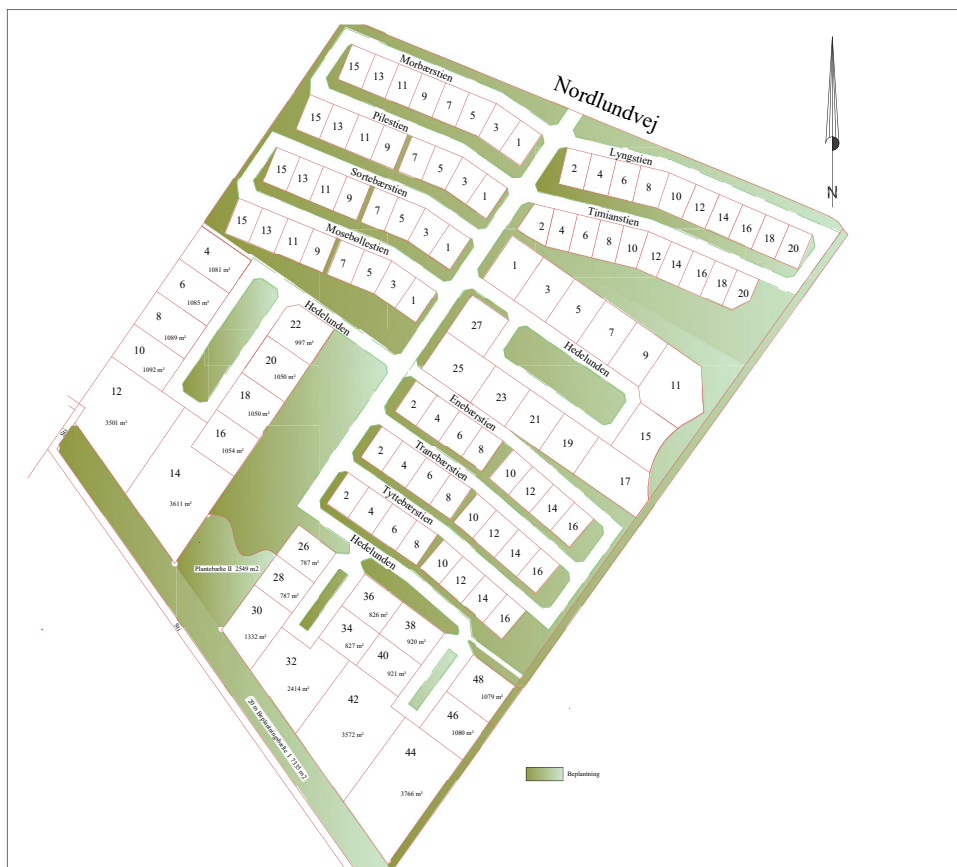 Nordlundvej
Morbærstien
15 13 11 9 7 5 3 1
Pilestien
15 13 11 9 7 5 3 1
Sortebærstien
15 13 11 9 7 5 3 1
Mosebøllestien
15 13 11 9 7 5 3 1
Lyngstien
2 4 6 8 10 12 14 16 18 20
Timianstien
2 4 6 8 10 12 14 16 18 20
N
1 3 5 7 9 11
Hedelunden
15
27 25 23 21 19 17
Hedelunden
4
1081 m²
6
1085 m²
8
1089 m²
10
1092 m²
12
3501 m²
14
3611 m²
22
997 m²
20
1050 m²
18
1050 m²
16
1054 m²
Enebærstien
2 4 6 8 10 12 14 16
Tranebærstien
2 4 6 8 10 12 14 16
Tyttebærstien
2 4 6 8 10 12 14 16
Hedelunden
Plantebælte II 2549 m2
26
787 m²
28
787 m²
30
1332 m²
32
2414 m²
36
826 m²
34
827 m²
38
920 m²
40
921 m²
42
3572 m²
48
1079 m²
46
1080 m²
44
3766 m²
20 m Beplantningsbælte I 7335 m2
Beplantning